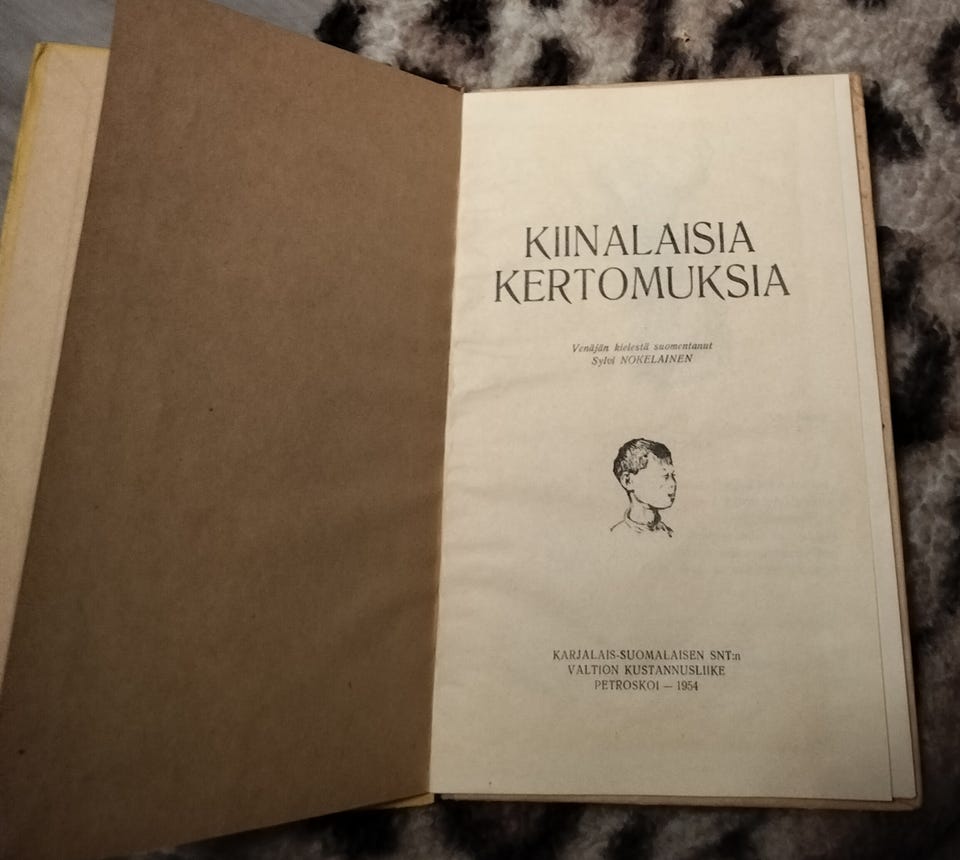 KIINALAISIA
KERTOMUKSIA
Venäjän kielestä suomentanut
Sylvi NOKELAINEN
KARJALAIS-SUOMALAISEN SNT:n
VALTION KUSTANNUSLIIKE
PETROSKOI — 1954